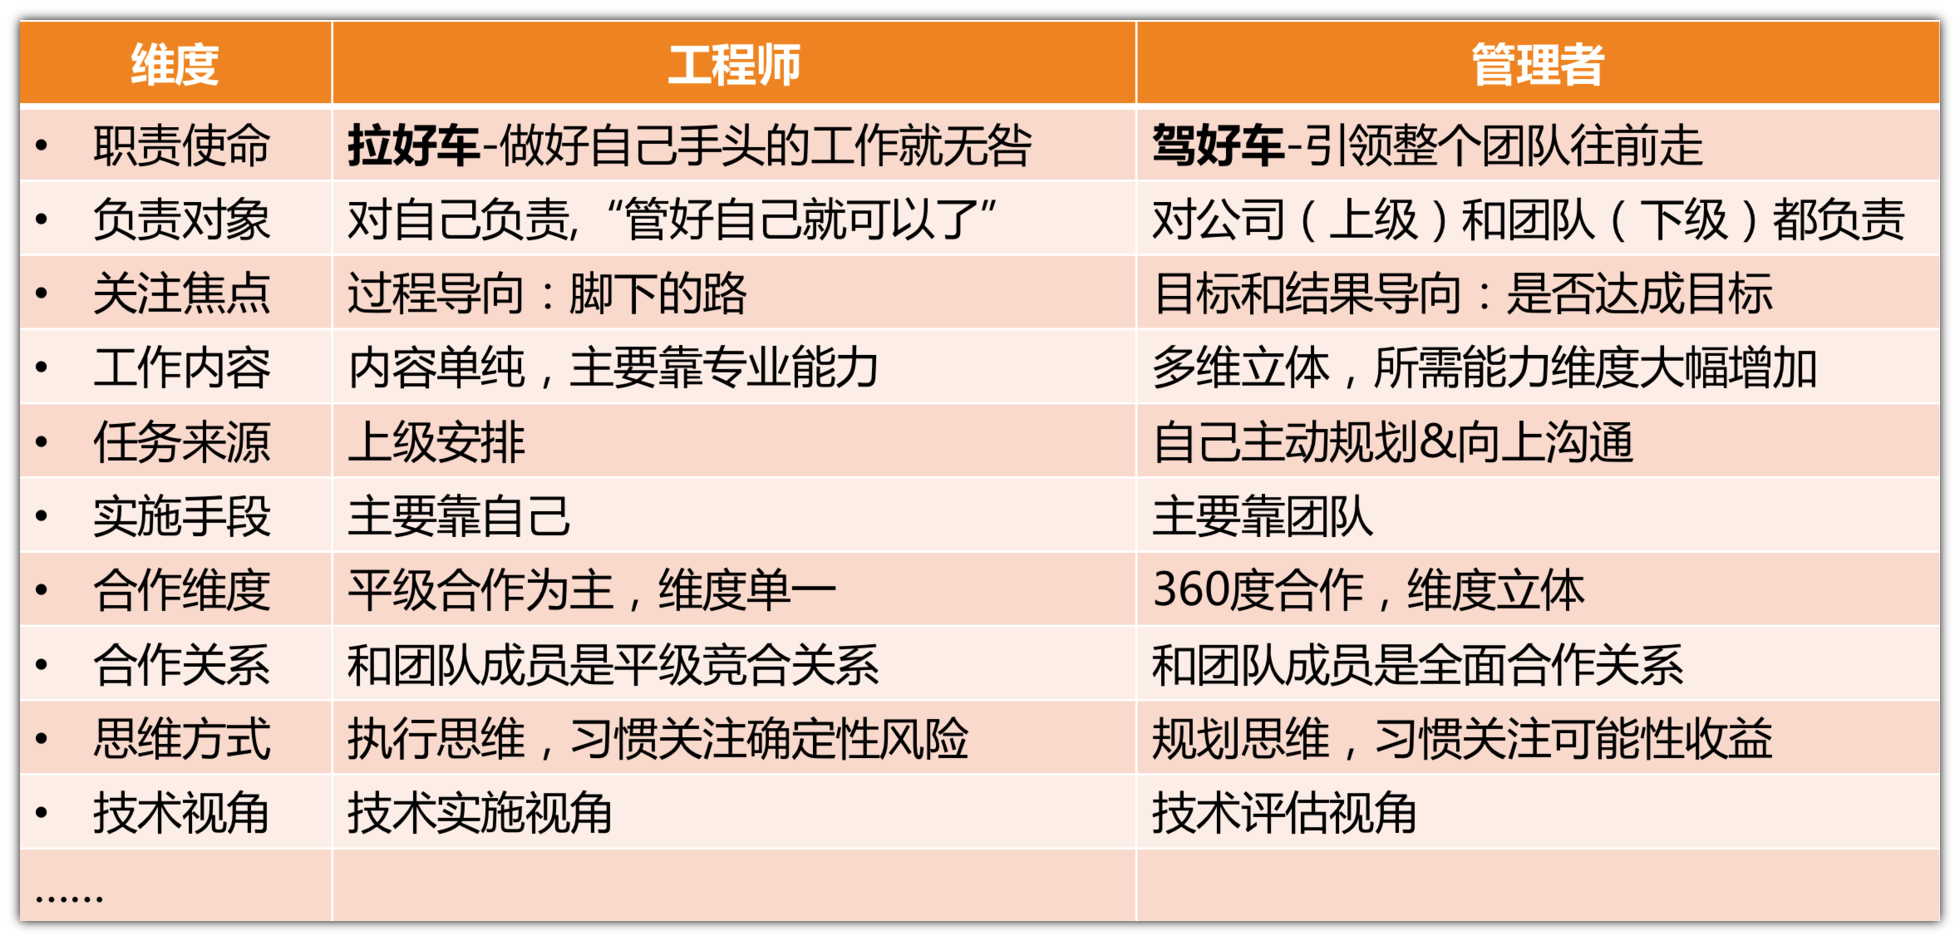 维度 工程师 管理者
• 职责使命 拉好车-做好自己手头的工作就无咎 驾好车-引领整个团队往前走
• 负责对象 对自己负责,“管好自己就可以了” 对公司（上级）和团队（下级）都负责
• 关注焦点 过程导向：脚下的路 目标和结果导向：是否达成目标
• 工作内容 内容单纯，主要靠专业能力 多维立体，所需能力维度大幅增加
• 任务来源 上级安排 自己主动规划&向上沟通
• 实施手段 主要靠自己 主要靠团队
• 合作维度 平级合作为主，维度单一 360度合作，维度立体
• 合作关系 和团队成员是平级竞合关系 和团队成员是全面合作关系
• 思维方式 执行思维，习惯关注确定性风险 规划思维，习惯关注可能性收益
• 技术视角 技术实施视角 技术评估视角
……